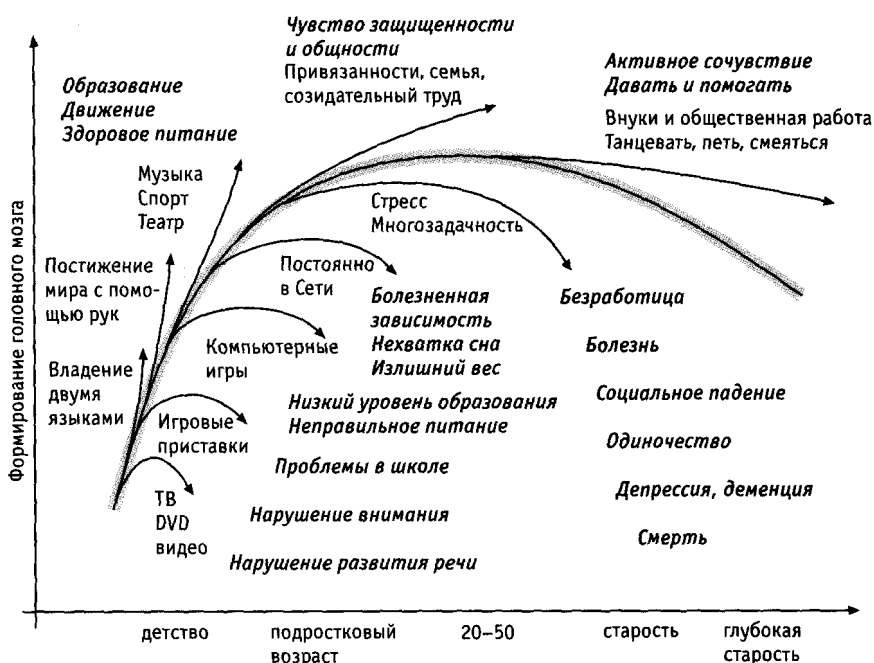 Чувство защищенности
и общности
Привязанности, семья,
созидательный труд
Активное сочувствие
Давать и помогать
Внуки и общественная работа
Танцевать, петь, смеяться
Образование
Движение
Здоровое питание
Музыка
Спорт
Театр
Постижение
мира с помо-
щью рук
Владение
двумя
языками
Формирование головного мозга
Стресс
Многозадачность
Постоянно
в Сети
Компьютерные
игры
Игровые
приставки
ТВ
DVD
видео
Болезненная
зависимость
Нехватка сна
Излишний вес
Низкий уровень образования
Неправильное питание
Проблемы в школе
Нарушение внимания
Нарушение развития речи
Безработица
Болезнь
Социальное падение
Одиночество
Депрессия, деменция
Смерть
детство
подростковый
возраст
20–50
старость
глубокая
старость